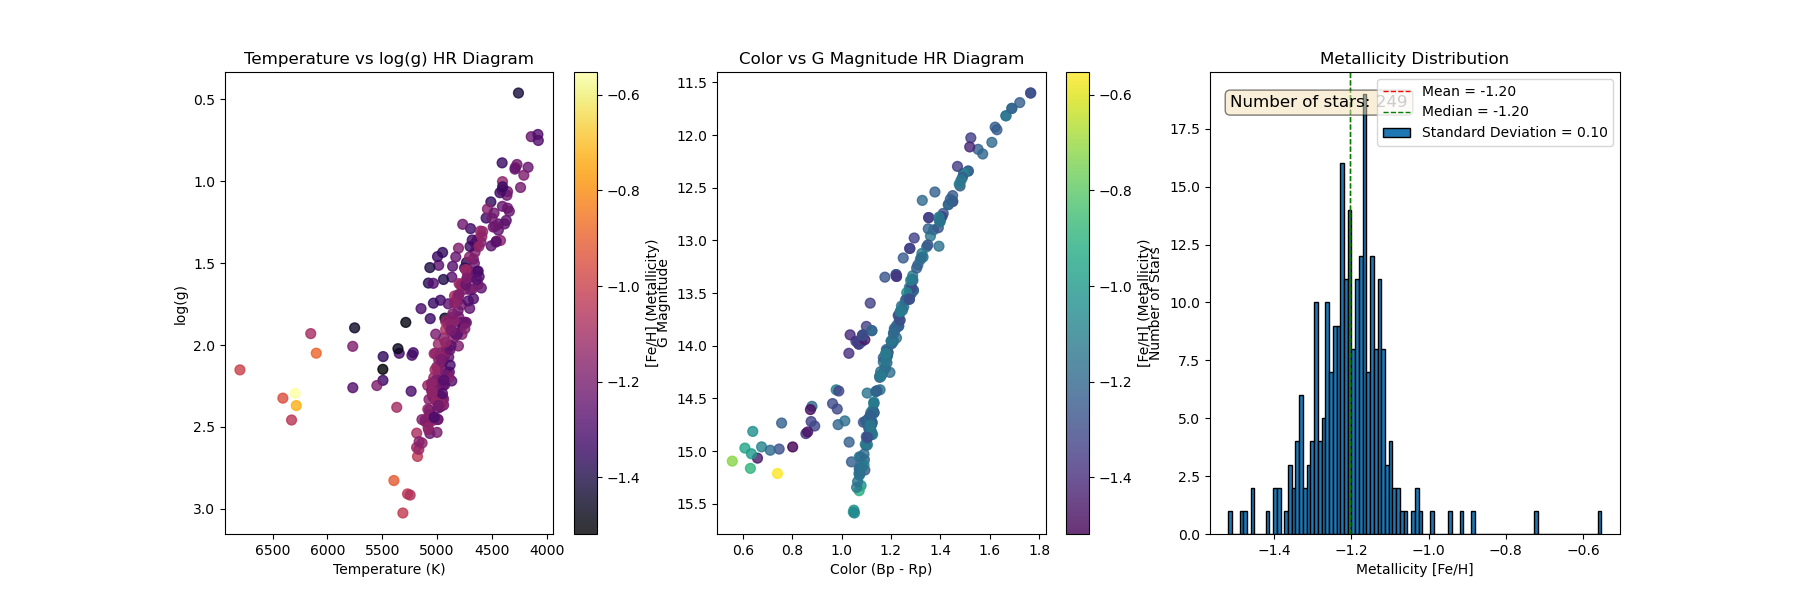 Temperature vs log(g) HR Diagram
0.5
1.0
1.5
2.0
2.5
3.0
log(g)
6500 6000 5500 5000 4500 4000
Temperature (K)
−0.6
−0.8
−1.0
−1.2
−1.4
[Fe/H] (Metallicity)
Color vs G Magnitude HR Diagram
11.5
12.0
12.5
13.0
13.5
14.0
14.5
15.0
15.5
G Magnitude
0.6 0.8 1.0 1.2 1.4 1.6 1.8
Color (Bp - Rp)
−0.6
−0.8
−1.0
−1.2
−1.4
[Fe/H] (Metallicity)
Metallicity Distribution
Number of stars: 249
Mean = -1.20
Median = -1.20
Standard Deviation = 0.10
17.5
15.0
12.5
10.0
7.5
5.0
2.5
0.0
Number of Stars
−1.4 −1.2 −1.0 −0.8 −0.6
Metallicity [Fe/H]